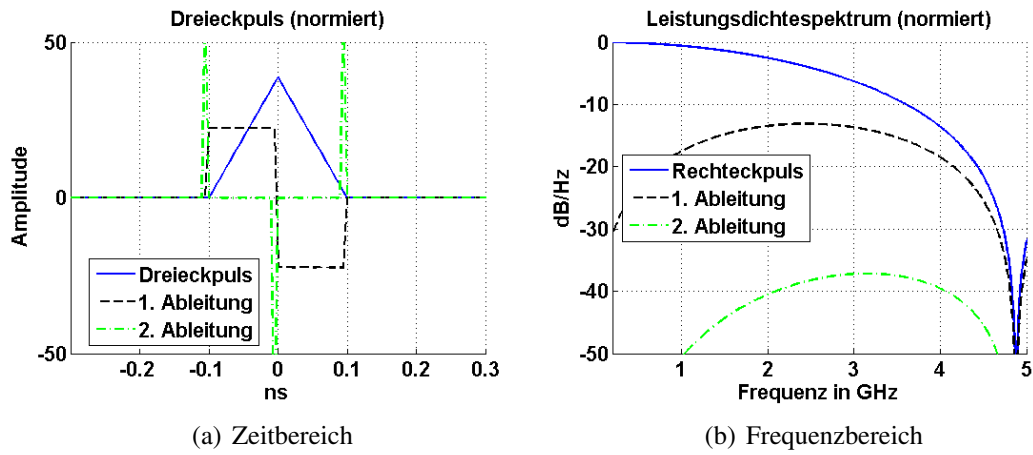 Dreieckpuls (normiert)
50
0
-50
Amplitude
-0.2
-0.1
0
0.1
0.2
0.3
ns
Dreieckpuls
1. Ableitung
2. Ableitung
(a) Zeitbereich
Leistungsdichtespektrum (normiert)
0
-10
-20
-30
-40
-50
dB/Hz
1
2
3
4
5
Frequenz in GHz
Rechteckpuls
1. Ableitung
2. Ableitung
(b) Frequenzbereich